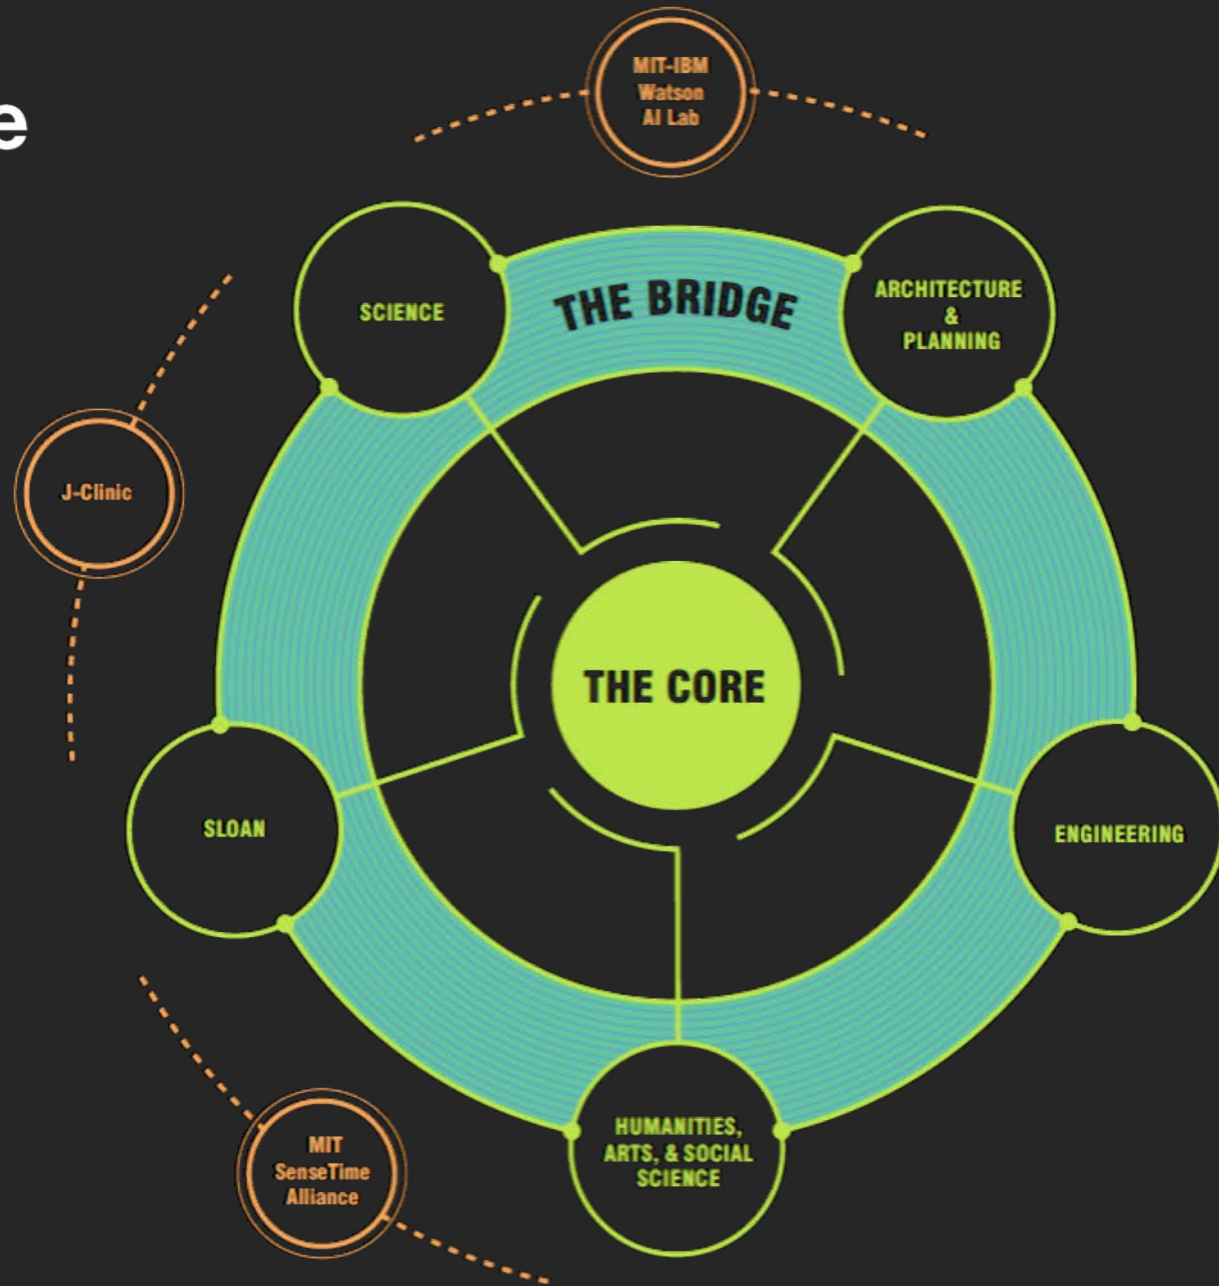 e
MIT-IBM
Watson
AI Lab
SCIENCE
THE BRIDGE
ARCHITECTURE
&
PLANNING
J-Clinic
THE CORE
SLOAN
ENGINEERING
HUMANITIES,
ARTS, & SOCIAL
SCIENCE
MIT
SenseTime
Alliance